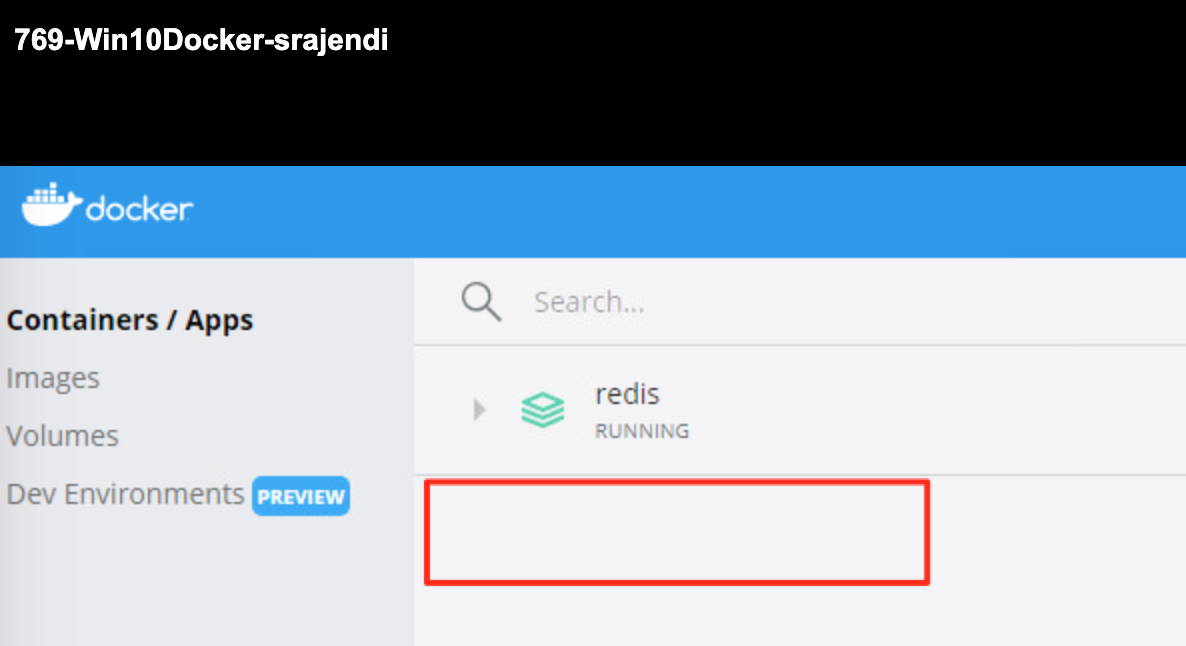 769-Win10Docker-srajendi
docker
Containers / Apps
Images
Volumes
Dev Environments PREVIEW
Search...
redis
RUNNING